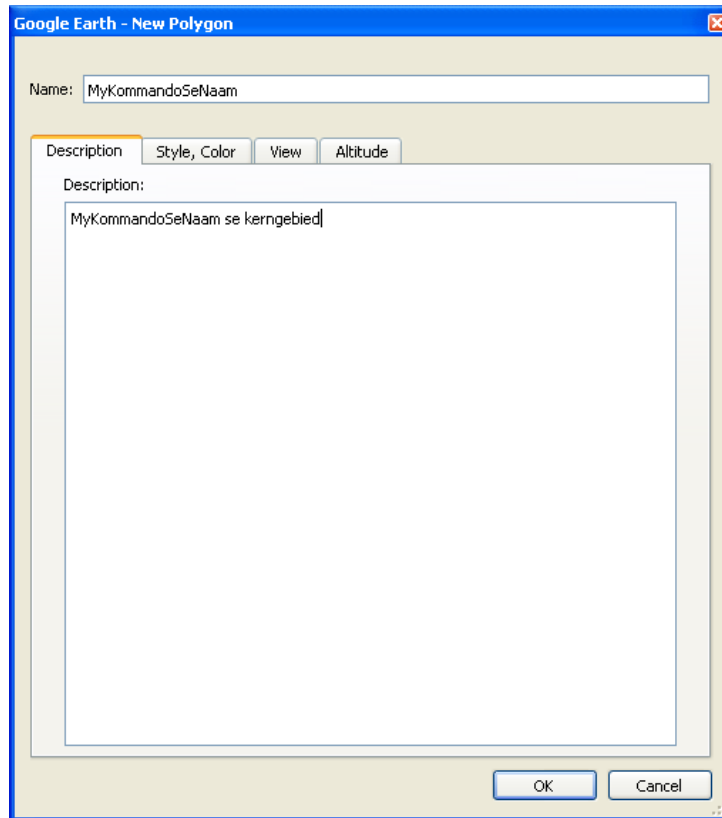 Google Earth - New Polygon
Name: MyKommandoSeNaam
Description Style, Color View Altitude
Description:
MyKommandoSeNaam se kerngebied
OK Cancel